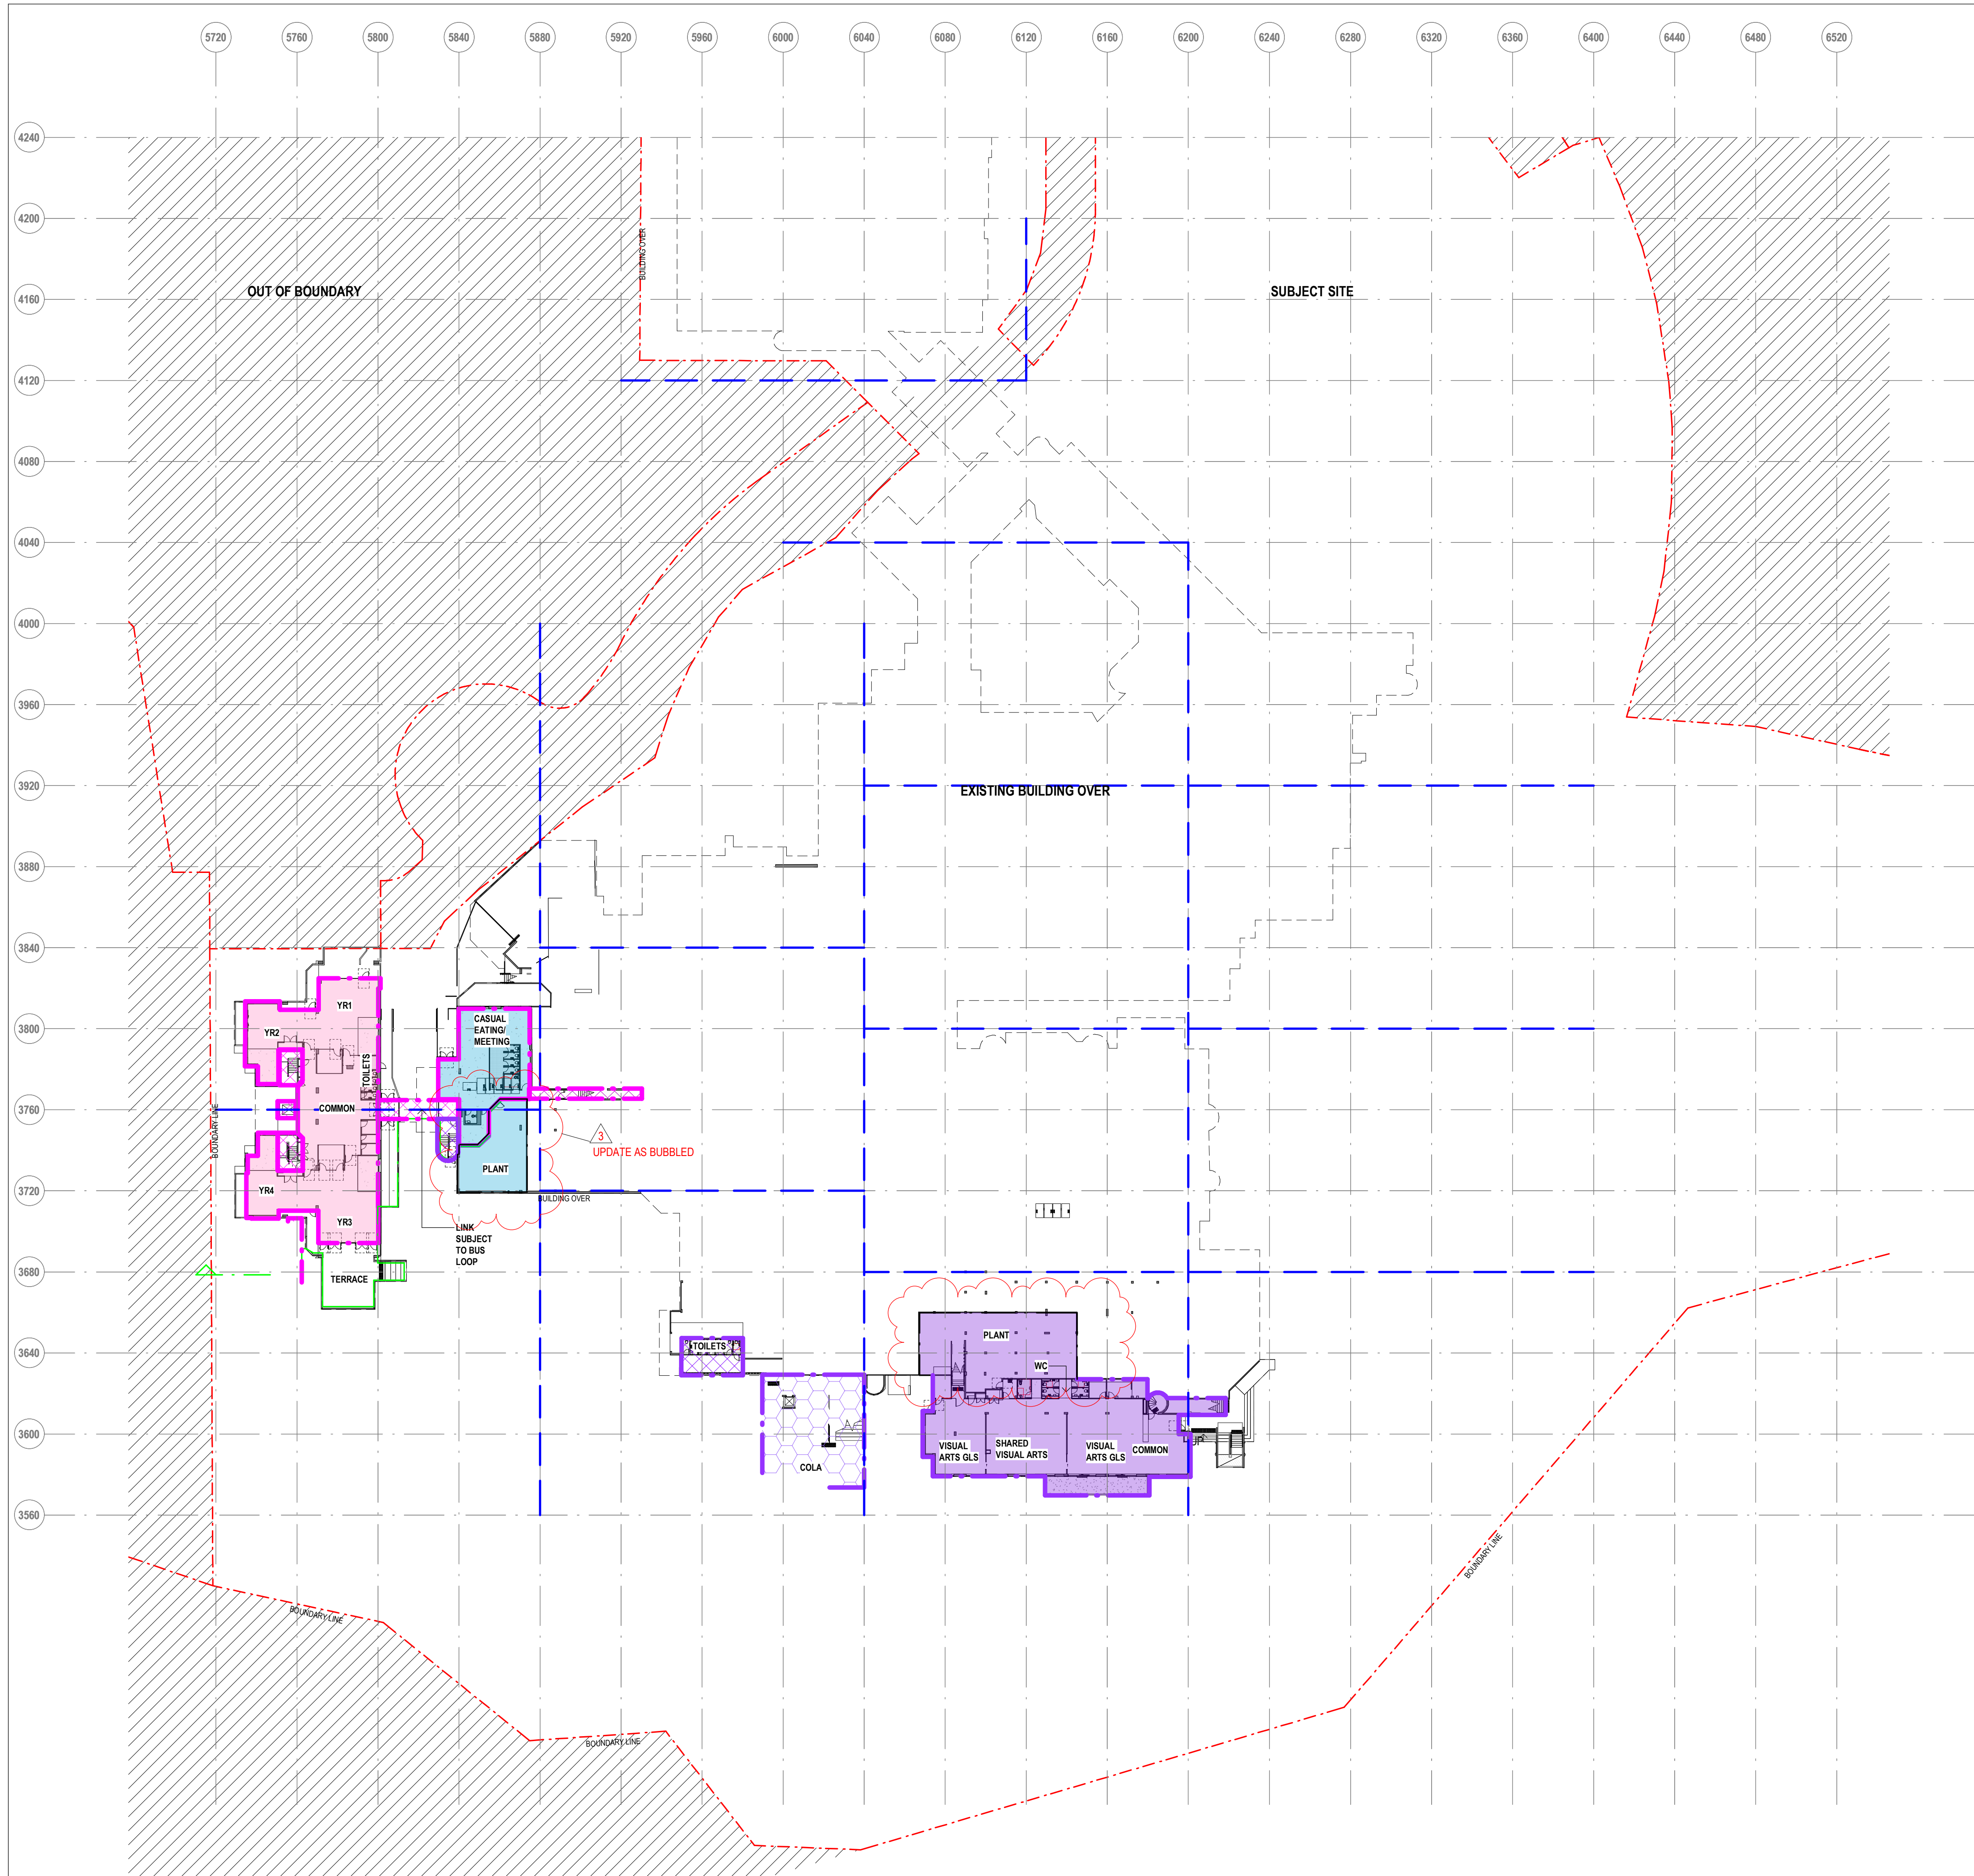 5720 5760 5800 5840 5880 5920 5960 6000 6040 6080 6120 6160 6200 6240 6280 6320 6360 6400 6440 6480 6520
4240
4200
BUILDING OVER
4160
OUT OF BOUNDARY
SUBJECT SITE
4120
4080
4040
4000
3960
3920
EXISTING BUILDING OVER
3880
3840
YR1
CASUAL
EATING/
MEETING
3800
YR2
TOILETS
3760
COMMON
BOUNDARY LINE
3
UPDATE AS BUBBLED
PLANT
3720
YR4
BUILDING OVER
YR3
LINK
SUBJECT
TO BUS
LOOP
3680
TERRACE
PLANT
3640
TOILETS
WC
3600
VISUAL
ARTS GLS
SHARED
VISUAL ARTS
VISUAL
ARTS GLS
COMMON
COLA
3560
BOUNDARY LINE
BOUNDARY LINE
BOUNDARY LINE